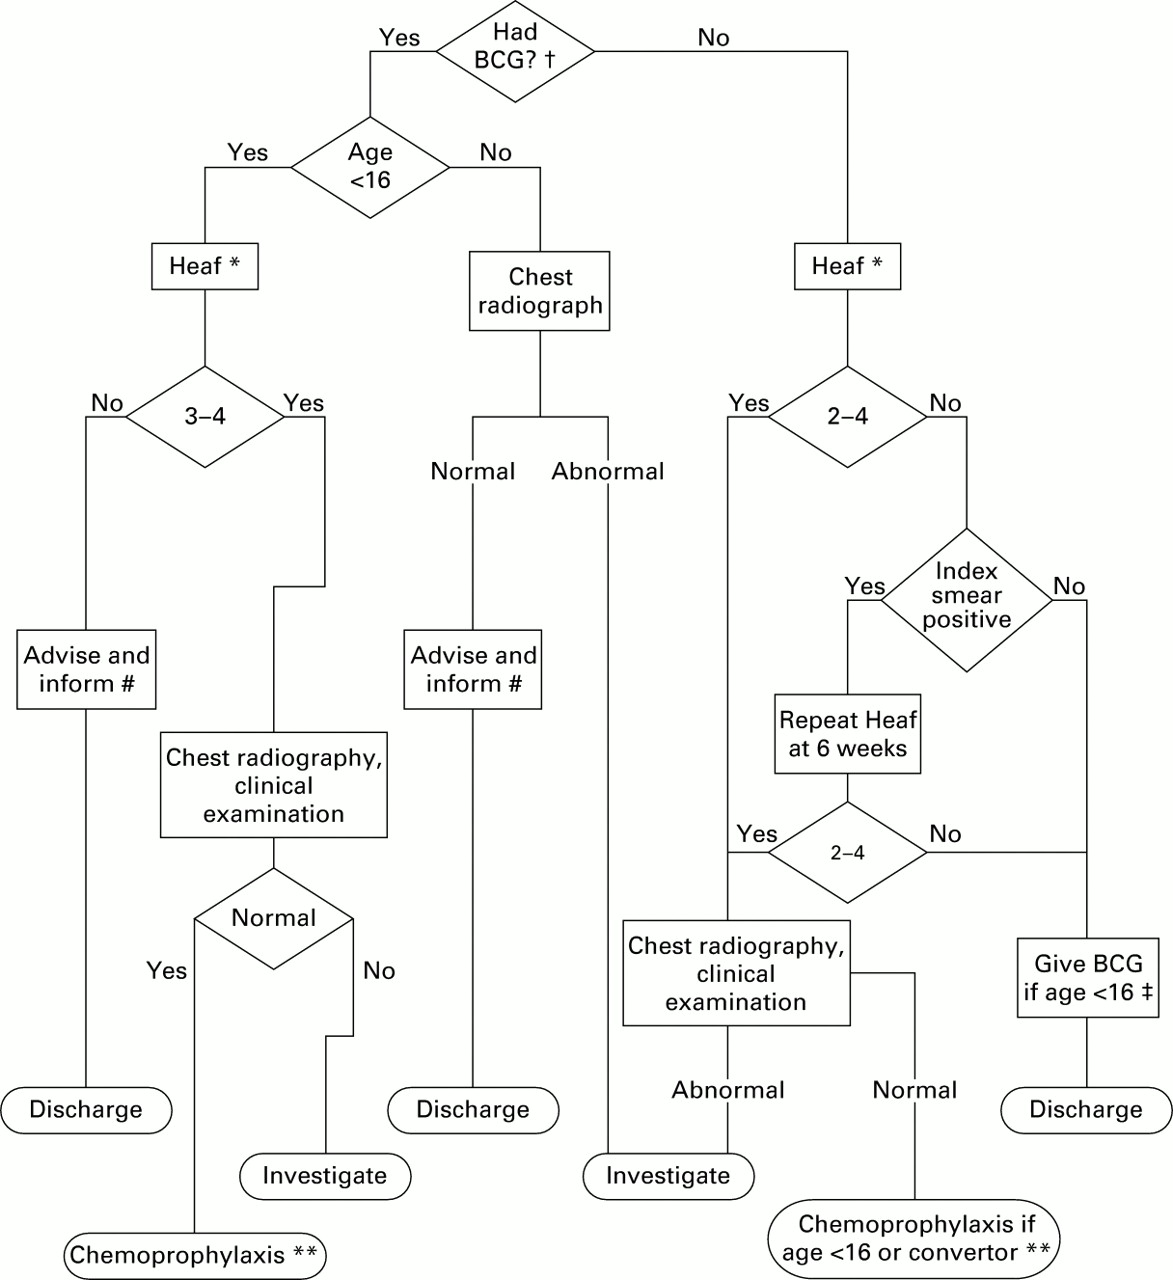 Had
BCG? †
Yes
No
Age
<16
Yes
No
Heaf *
Chest
radiograph
Heaf *
3–4
No
Yes
2–4
Yes
No
Normal
Abnormal
Index
smear
positive
Yes
No
Advise and
inform #
Advise and
inform #
Repeat Heaf
at 6 weeks
Chest radiography,
clinical
examination
2–4
Yes
No
Normal
Yes
No
Chest radiography,
clinical
examination
Give BCG
if age <16 ‡
Abnormal
Normal
Discharge
Discharge
Discharge
Investigate
Investigate
Chemoprophylaxis **
Chemoprophylaxis if
age <16 or convertor **